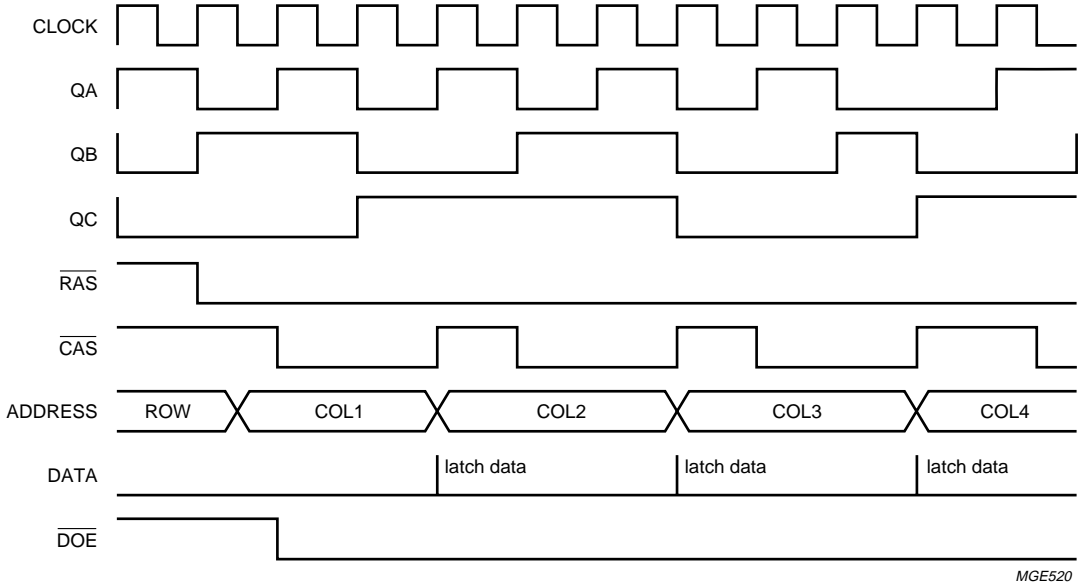 CLOCK
QA
QB
QC
RAS
CAS
ADDRESS ROW COL1 COL2 COL3 COL4
DATA latch data latch data latch data
DOE
MGE520